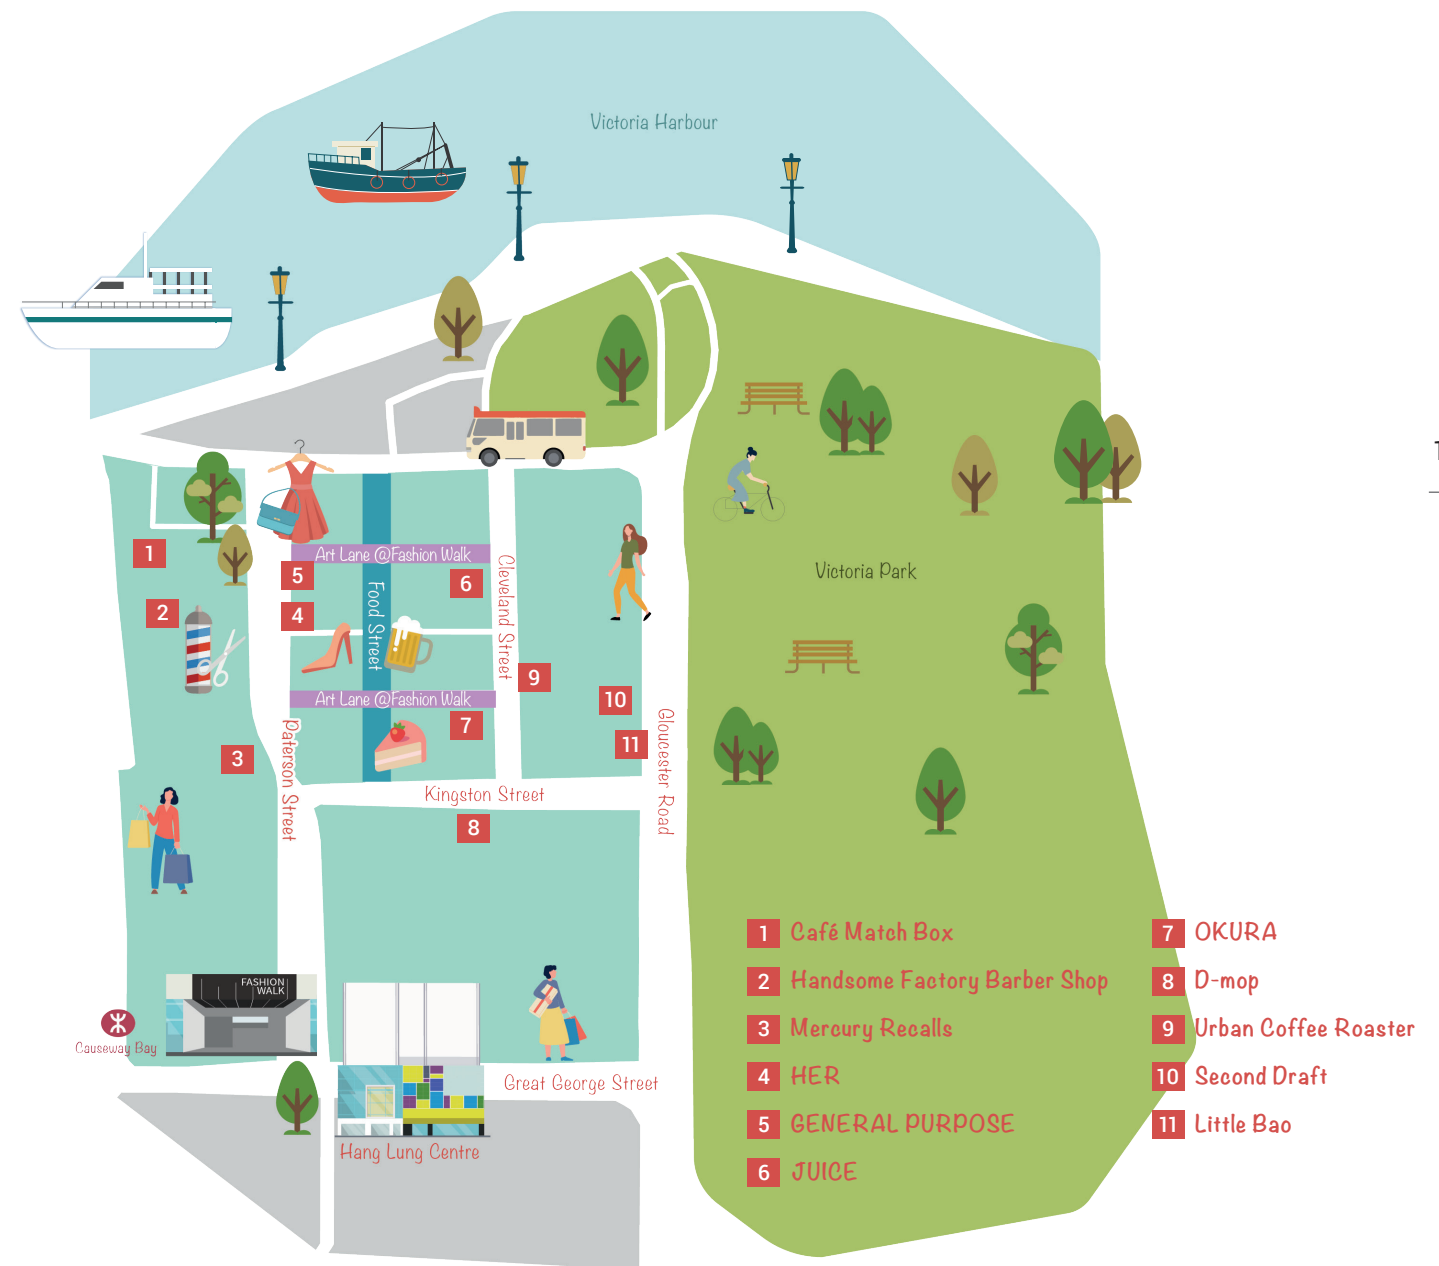 Victoria Harbour
1
Art Lane @Fashion Walk
1
5
6
2
4
Food Street
Cleveland Street
Victoria Park
9
10
Art Lane @Fashion Walk
7
11
3
Paterson Street
Gloucester Road
Kingston Street
8
FASHION
WALK
Causeway Bay
Great George Street
Hang Lung Centre
1 Café Match Box
2 Handsome Factory Barber Shop
3 Mercury Recalls
4 HER
5 GENERAL PURPOSE
6 JUICE
7 OKURA
8 D-mop
9 Urban Coffee Roaster
10 Second Draft
11 Little Bao